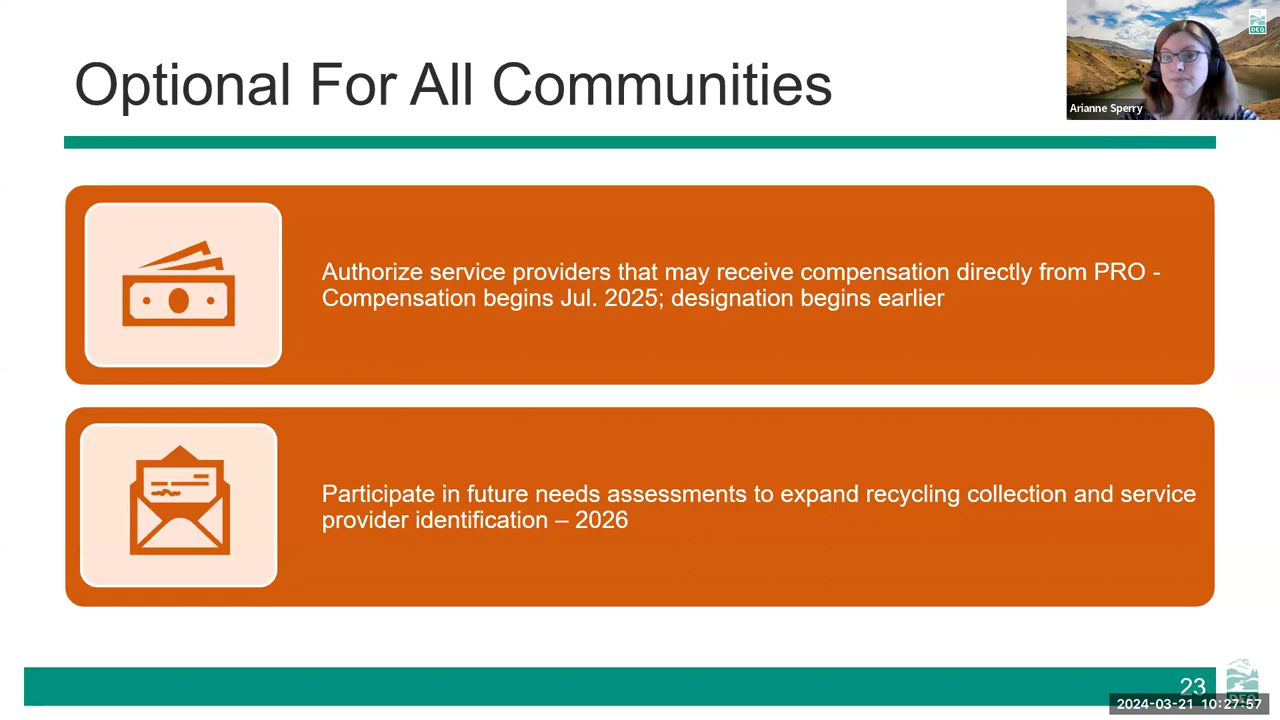 Optional For All Communities
DEQ
Arianne Sperry
Authorize service providers that may receive compensation directly from PRO -
Compensation begins Jul. 2025; designation begins earlier
Participate in future needs assessments to expand recycling collection and service
provider identification – 2026
23
DEQ
2024-03-21 10:27:57